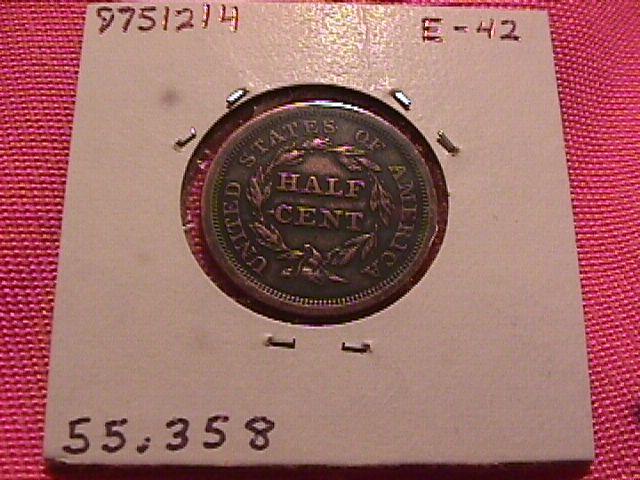 9751214 E-42
UNITED STATES OF AMERICA
HALF
CENT
55.358